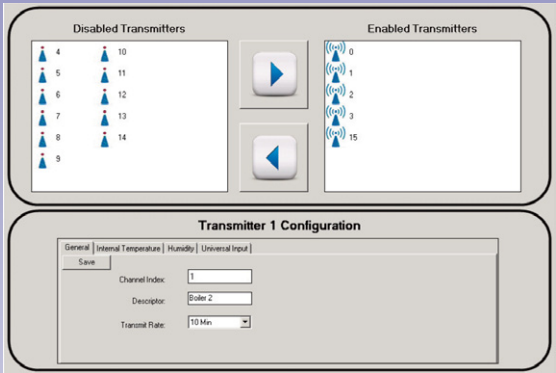 Disabled Transmitters
4
5
6
7
8
9
10
11
12
13
14
Enabled Transmitters
0
1
2
3
15
Transmitter 1 Configuration
General Internal Temperature Humidity Universal Input
Save
Channel Index: 1
Descriptor: Boiler 2
Transmit Rate: 10 Min